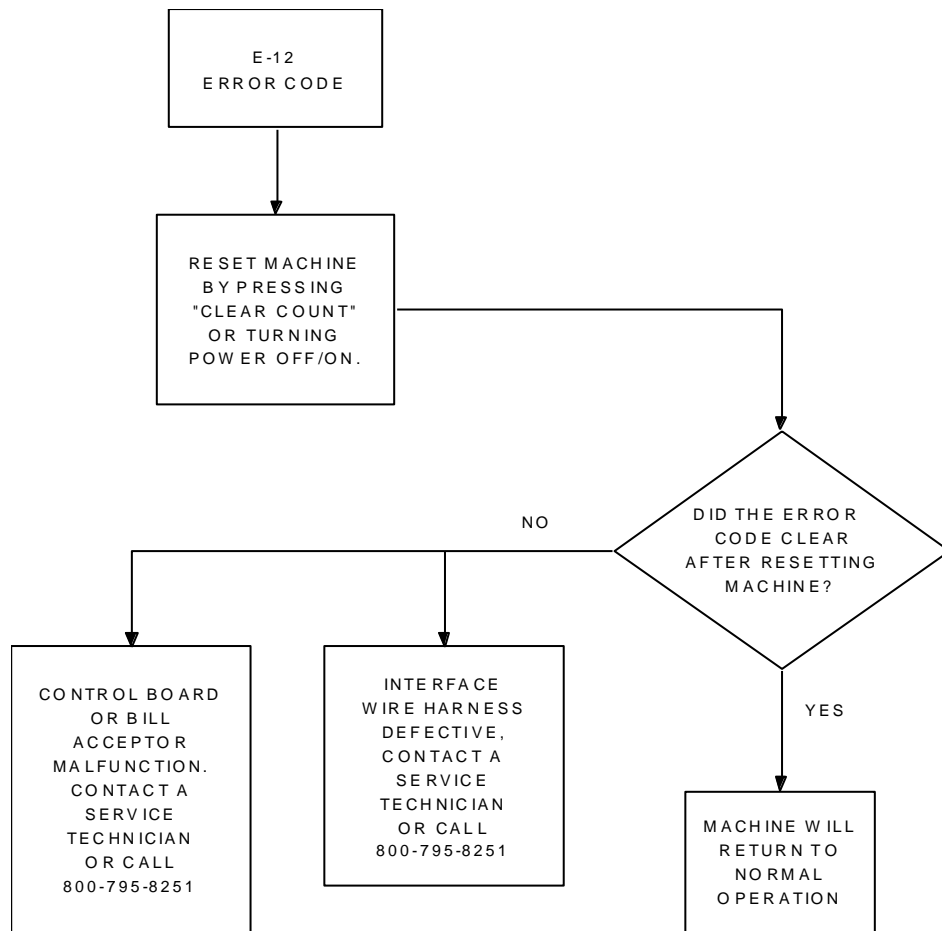 E-12
ERROR CODE
RESET MACHINE
BY PRESSING
"CLEAR COUNT"
OR TURNING
POWER OFF/ON.
DID THE ERROR
CODE CLEAR
AFTER RESETTING
MACHINE?
NO
YES
CONTROL BOARD
OR BILL
ACCEPTOR
MALFUNCTION.
CONTACT A
SERVICE
TECHNICIAN
OR CALL
800-795-8251
INTERFACE
WIRE HARNESS
DEFECTIVE,
CONTACT A
SERVICE
TECHNICIAN
OR CALL
800-795-8251
MACHINE WILL
RETURN TO
NORMAL
OPERATION